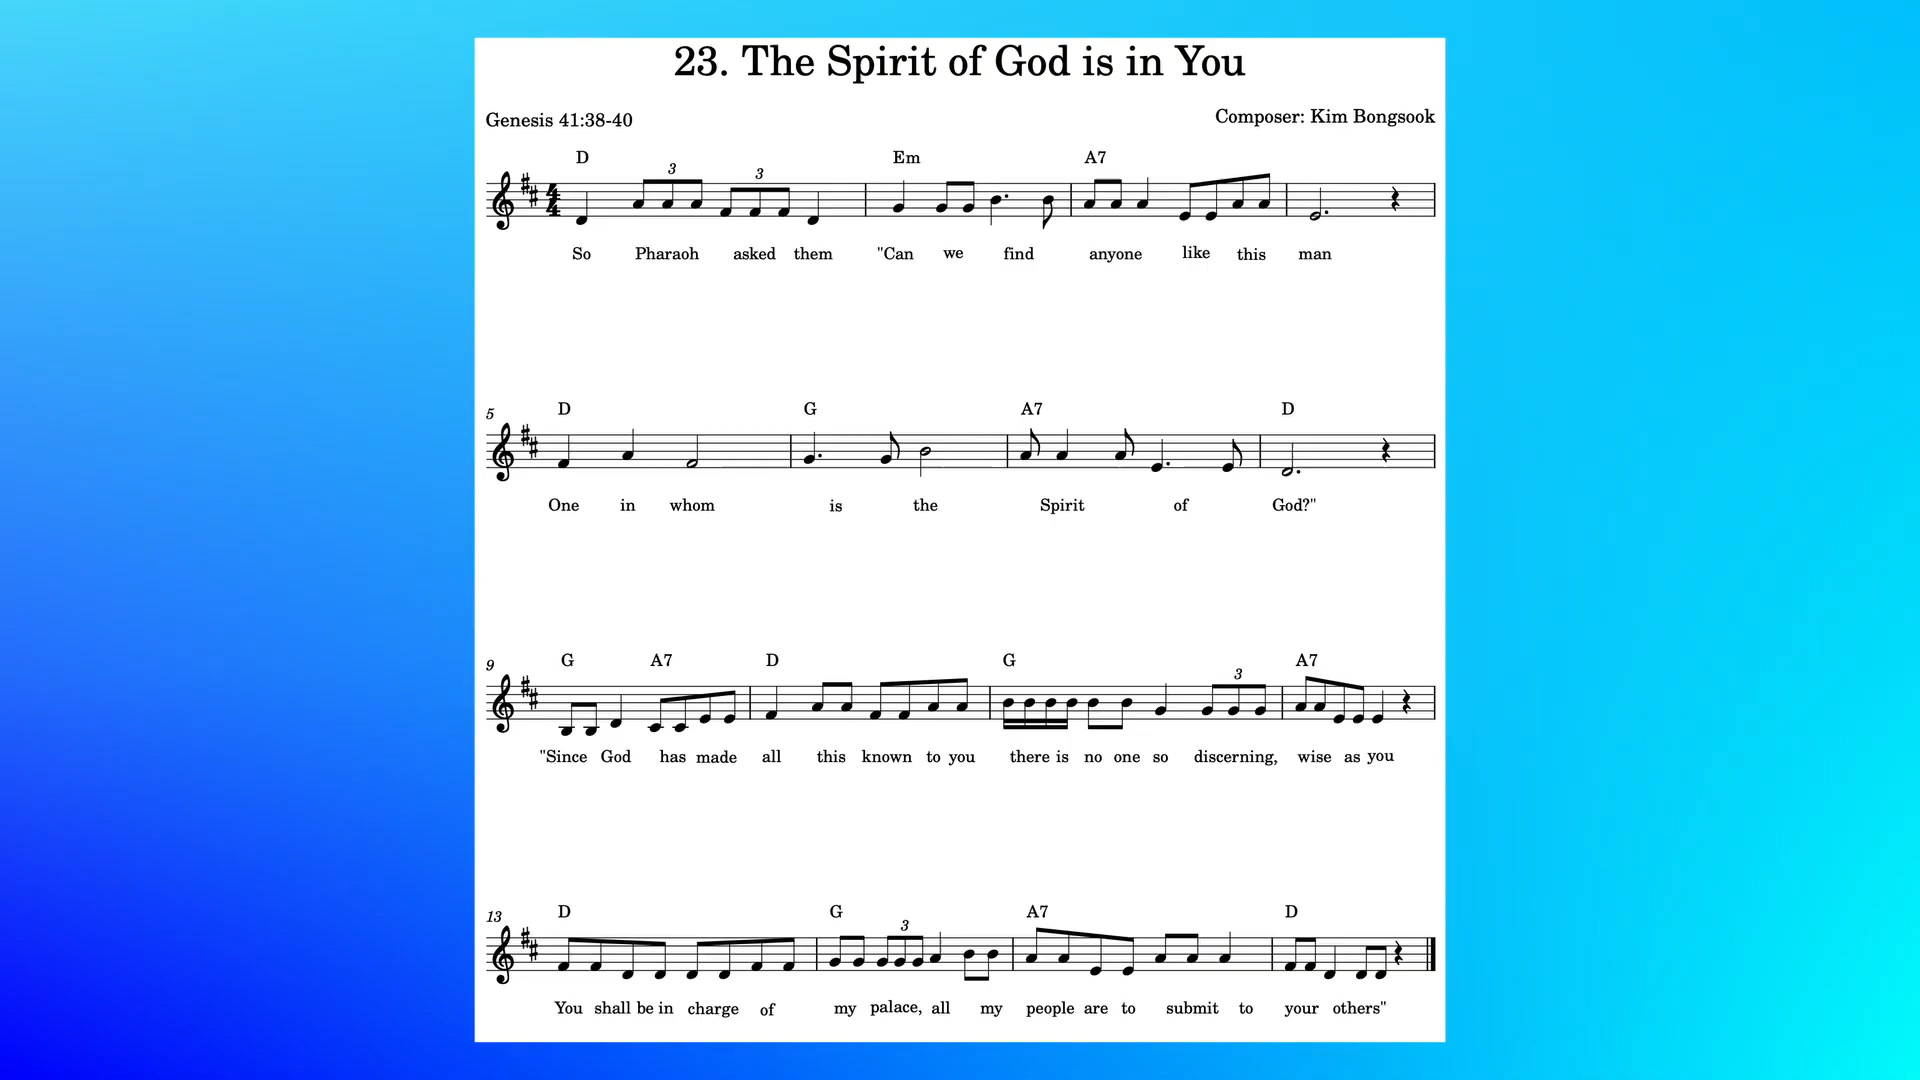 23. The Spirit of God is in You
Genesis 41:38-40
Composer: Kim Bongsook
D Em A7
3 3
So Pharaoh asked them "Can we find anyone like this man
5 D G A7 D
One in whom is the Spirit of God?"
9 G A7 D G A7
3
"Since God has made all this known to you there is no one so discerning, wise as you
13 D G A7 D
3
You shall be in charge of my palace, all my people are to submit to your others"